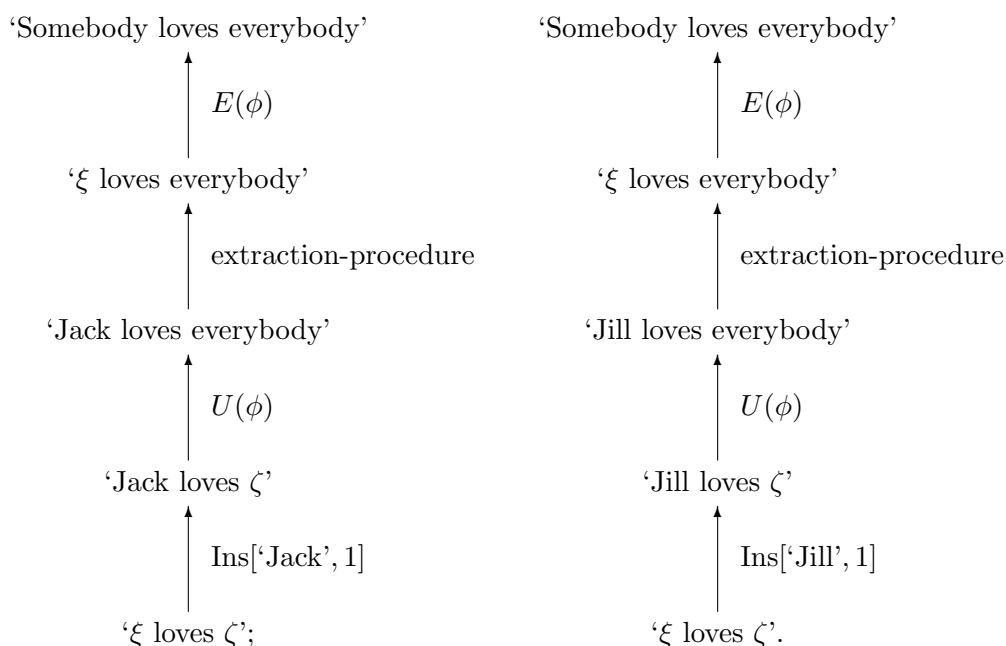 ‘Somebody loves everybody’ ‘Somebody loves everybody’
E(ϕ) E(ϕ)
‘ξ loves everybody’ ‘ξ loves everybody’
extraction-procedure extraction-procedure
‘Jack loves everybody’ ‘Jill loves everybody’
U(ϕ) U(ϕ)
‘Jack loves ζ’ ‘Jill loves ζ’
Ins[‘Jack’, 1] Ins[‘Jill’, 1]
‘ξ loves ζ’; ‘ξ loves ζ’.